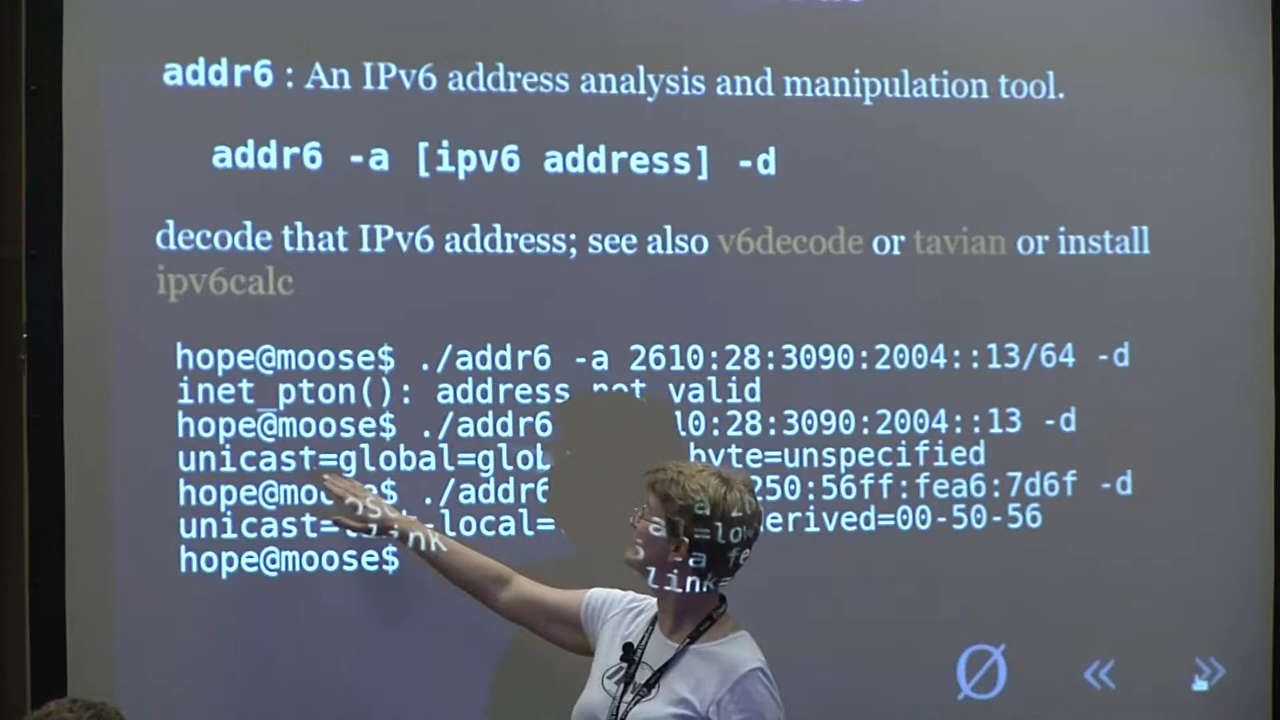 addr6 : An IPv6 address analysis and manipulation tool.
addr6 -a [ipv6 address] -d
decode that IPv6 address; see also v6decode or tavian or install
ipv6calc
hope@moose$ ./addr6 -a 2610:28:3090:2004::13/64 -d
inet_pton(): address not valid
hope@moose$ ./addr6 10:28:3090:2004::13 -d
unicast=global=glob byte=unspecified
hope@moose$ ./addr6 250:56ff:fea6:7d6f -d
unicast= -local= erived=00-50-56
hope@moose$
Ø « »